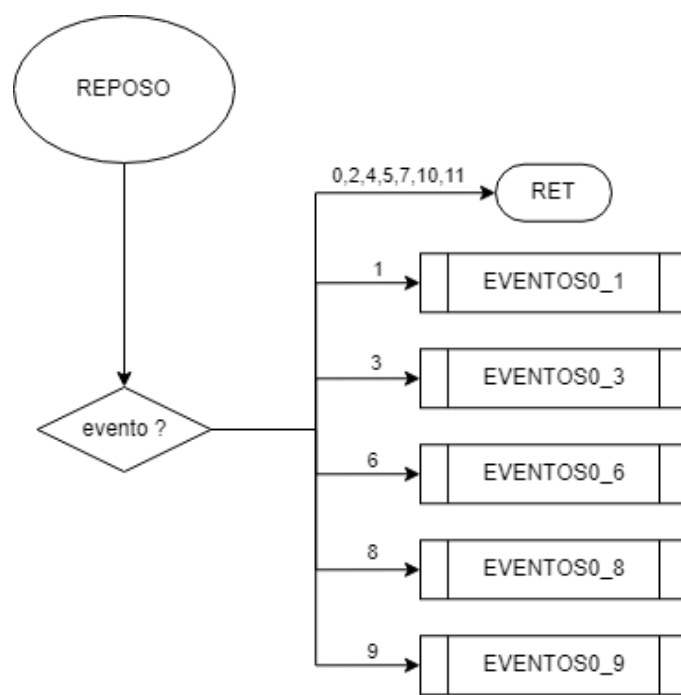 REPOSO
0,2,4,5,7,10,11
RET
1
EVENTOS0_1
3
EVENTOS0_3
evento ?
6
EVENTOS0_6
8
EVENTOS0_8
9
EVENTOS0_9